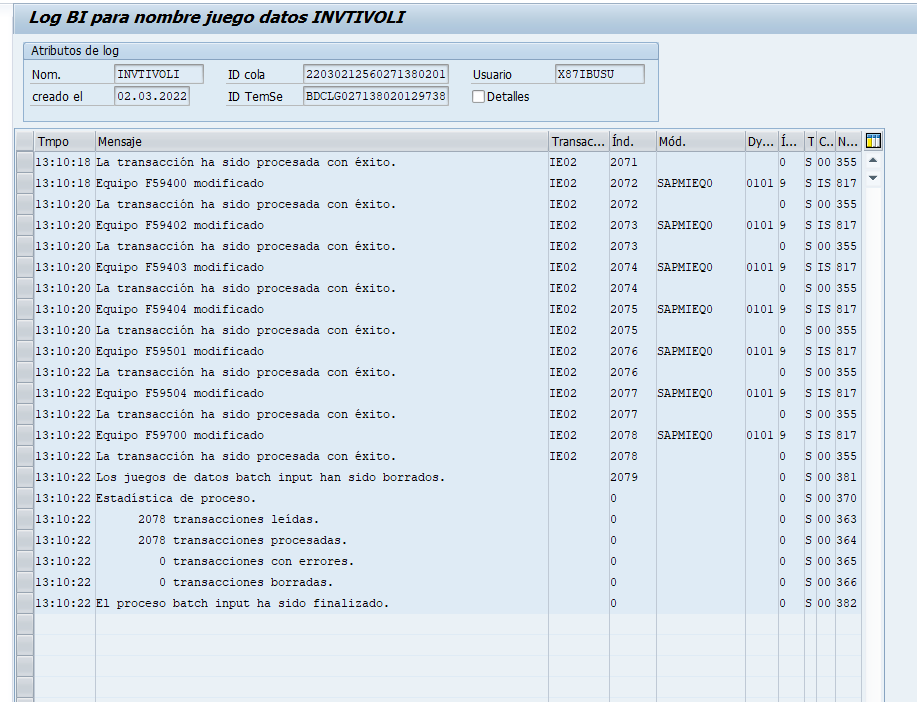 Log BI para nombre juego datos INVTIVOLI
Atributos de log
Nom. INVTIVOLI ID cola 22030212560271380201 Usuario X87IBUSU
creado el 02.03.2022 ID TemSe BDCLG027138020129738 Detalles
Tmpo Mensaje Transac... Índ. Mód. Dy... Í... T C.. N...
13:10:18 La transacción ha sido procesada con éxito. IE02 2071 0 S 00 355
13:10:18 Equipo F59400 modificado IE02 2072 SAPMIEQ0 0101 9 S IS 817
13:10:20 La transacción ha sido procesada con éxito. IE02 2072 0 S 00 355
13:10:20 Equipo F59402 modificado IE02 2073 SAPMIEQ0 0101 9 S IS 817
13:10:20 La transacción ha sido procesada con éxito. IE02 2073 0 S 00 355
13:10:20 Equipo F59403 modificado IE02 2074 SAPMIEQ0 0101 9 S IS 817
13:10:20 La transacción ha sido procesada con éxito. IE02 2074 0 S 00 355
13:10:20 Equipo F59404 modificado IE02 2075 SAPMIEQ0 0101 9 S IS 817
13:10:20 La transacción ha sido procesada con éxito. IE02 2075 0 S 00 355
13:10:20 Equipo F59501 modificado IE02 2076 SAPMIEQ0 0101 9 S IS 817
13:10:22 La transacción ha sido procesada con éxito. IE02 2076 0 S 00 355
13:10:22 Equipo F59504 modificado IE02 2077 SAPMIEQ0 0101 9 S IS 817
13:10:22 La transacción ha sido procesada con éxito. IE02 2077 0 S 00 355
13:10:22 Equipo F59700 modificado IE02 2078 SAPMIEQ0 0101 9 S IS 817
13:10:22 La transacción ha sido procesada con éxito. IE02 2078 0 S 00 355
13:10:22 Los juegos de datos batch input han sido borrados. 2079 0 S 00 381
13:10:22 Estadística de proceso. 0 0 S 00 370
13:10:22 2078 transacciones leídas. 0 0 S 00 363
13:10:22 2078 transacciones procesadas. 0 0 S 00 364
13:10:22 0 transacciones con errores. 0 0 S 00 365
13:10:22 0 transacciones borradas. 0 0 S 00 366
13:10:22 El proceso batch input ha sido finalizado. 0 0 S 00 382